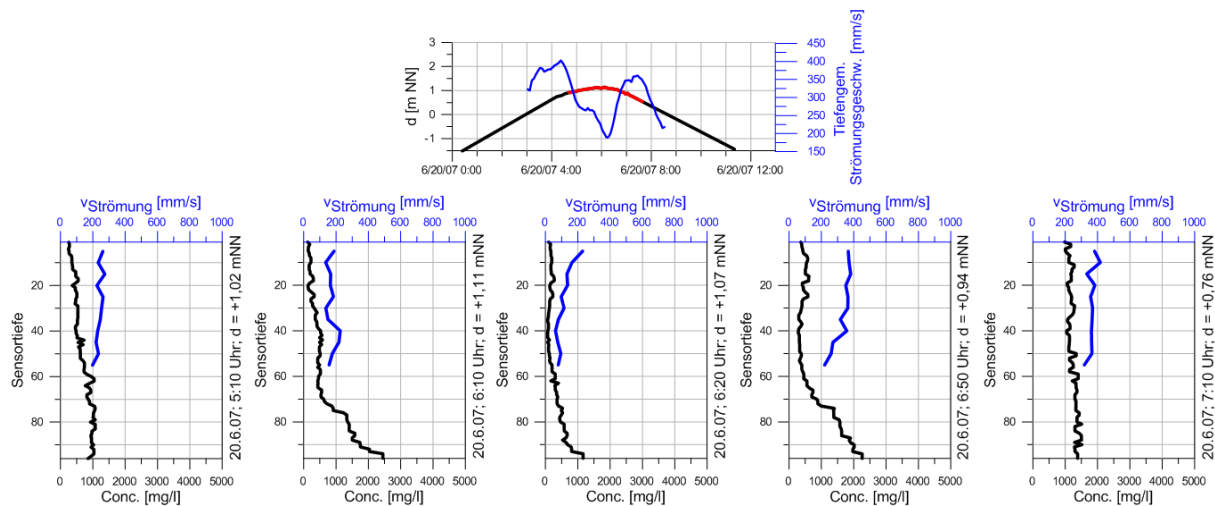 3
2
1
0
-1
d [m NN]
450
400
350
300
250
200
150
Tiefengem.
Strömungsgeschw. [mm/s]
6/20/07 0:00
6/20/07 4:00
6/20/07 8:00
6/20/07 12:00
vStrömung [mm/s]
0 200 400 600 800 1000
20
40
60
80
Sensortiefe
20.6.07; 5:10 Uhr; d = +1,02 mNN
0 1000 2000 3000 4000 5000
Conc. [mg/l]
vStrömung [mm/s]
0 200 400 600 800 1000
20
40
60
80
Sensortiefe
20.6.07; 6:10 Uhr; d = +1,11 mNN
0 1000 2000 3000 4000 5000
Conc. [mg/l]
vStrömung [mm/s]
0 200 400 600 800 1000
20
40
60
80
Sensortiefe
20.6.07; 6:20 Uhr; d = +1,07 mNN
0 1000 2000 3000 4000 5000
Conc. [mg/l]
vStrömung [mm/s]
0 200 400 600 800 1000
20
40
60
80
Sensortiefe
20.6.07; 6:50 Uhr; d = +0,94 mNN
0 1000 2000 3000 4000 5000
Conc. [mg/l]
vStrömung [mm/s]
0 200 400 600 800 1000
20
40
60
80
Sensortiefe
20.6.07; 7:10 Uhr; d = +0,76 mNN
0 1000 2000 3000 4000 5000
Conc. [mg/l]